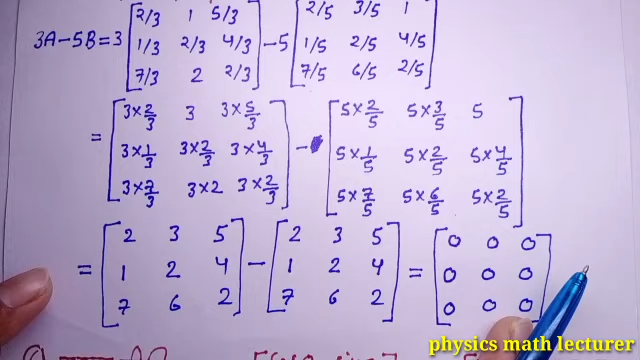 3A-5B=3 [2/3 1 5/3
1/3 2/3 4/3
7/3 2 2/3] -5 [2/5 3/5 1
1/5 2/5 4/5
7/5 6/5 2/5]
= [3×2/3 3 3×5/3
3×1/3 3×2/3 3×4/3
3×7/3 3×2 3×2/3] - [5×2/5 5×3/5 5
5×1/5 5×2/5 5×4/5
5×7/5 5×6/5 5×2/5]
= [2 3 5
1 2 4
7 6 2] - [2 3 5
1 2 4
7 6 2] = [0 0 0
0 0 0
0 0 0]
physics math lecturer